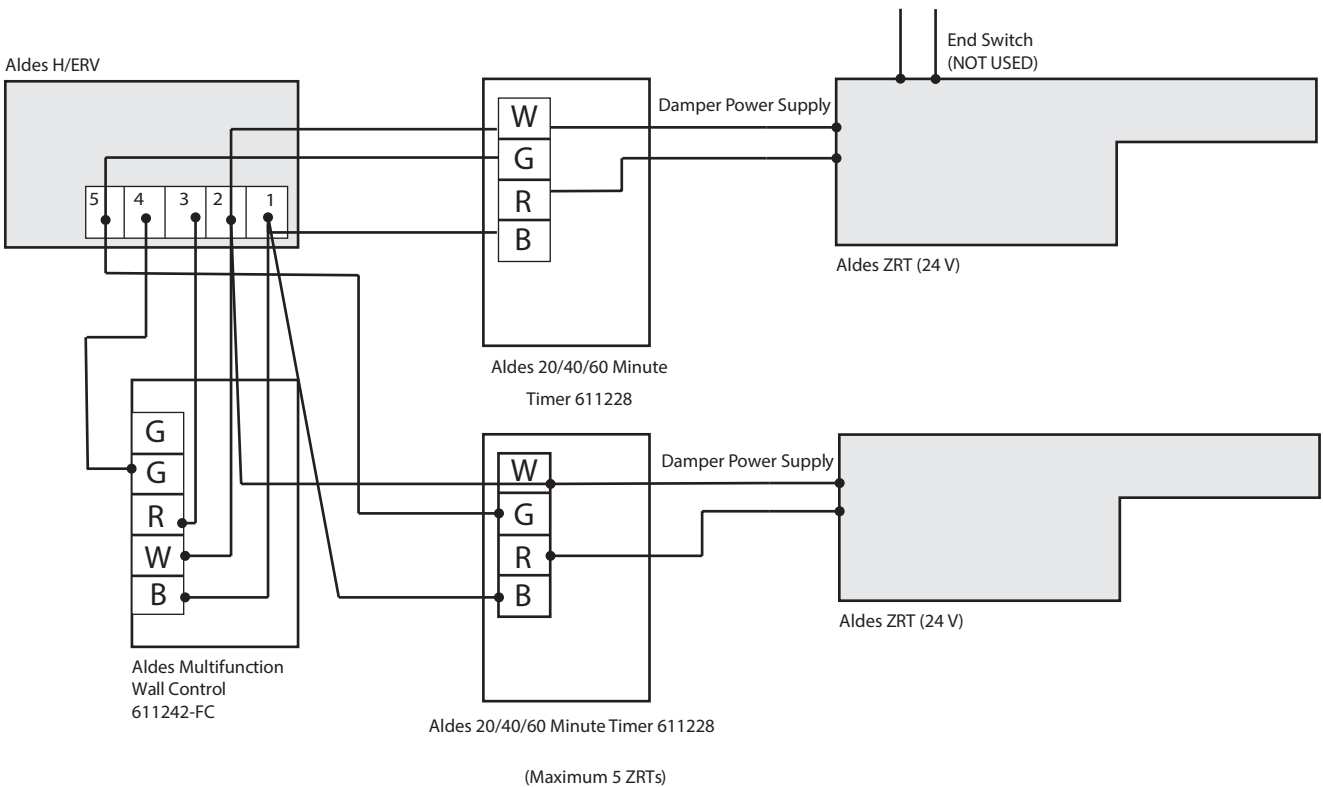 End Switch
(NOT USED)
Aldes H/ERV
Damper Power Supply
W
G
R
B
5 4 3 2 1
Aldes ZRT (24 V)
Aldes 20/40/60 Minute
Timer 611228
G
G
R
W
B
Damper Power Supply
W
G
R
B
Aldes ZRT (24 V)
Aldes Multifunction
Wall Control
611242-FC
Aldes 20/40/60 Minute Timer 611228
(Maximum 5 ZRTs)